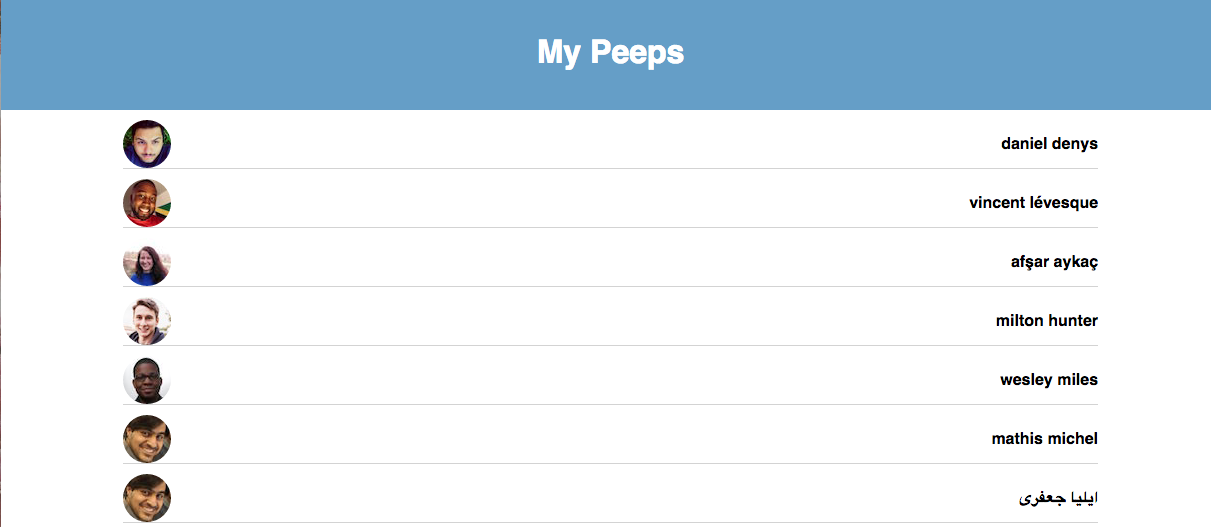 My Peeps
daniel denys
vincent lévesque
afşar aykaç
milton hunter
wesley miles
mathis michel
ایلیا جعفری